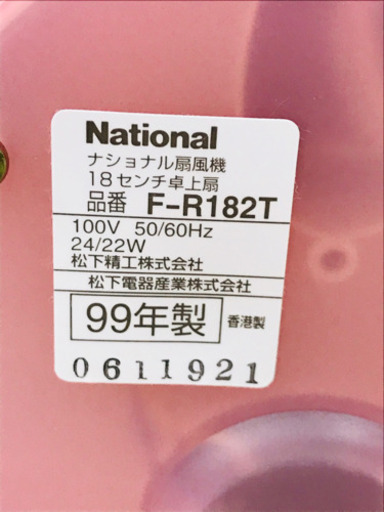 National
ナショナル扇風機
18センチ卓上扇
品番 F-R182T
100V 50/60Hz
24/22W
松下精工株式会社
松下電器産業株式会社
99年製 香港製
0611921